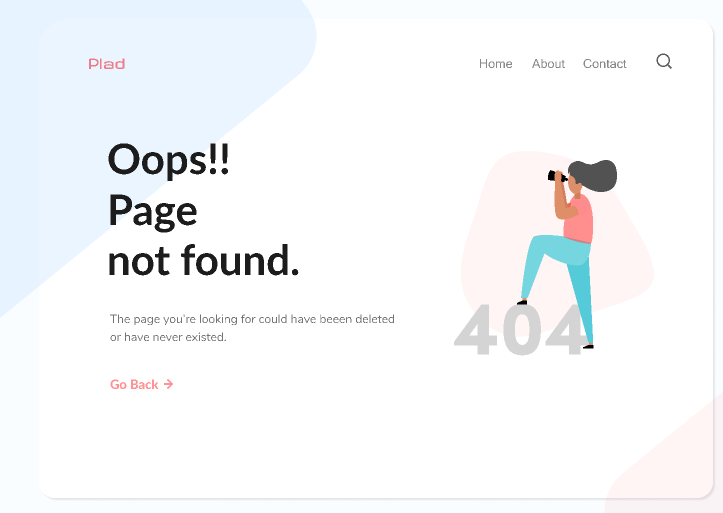 Plad
Home About Contact
Oops!!
Page
not found.
The page you're looking for could have beeen deleted
or have never existed.
Go Back →
404